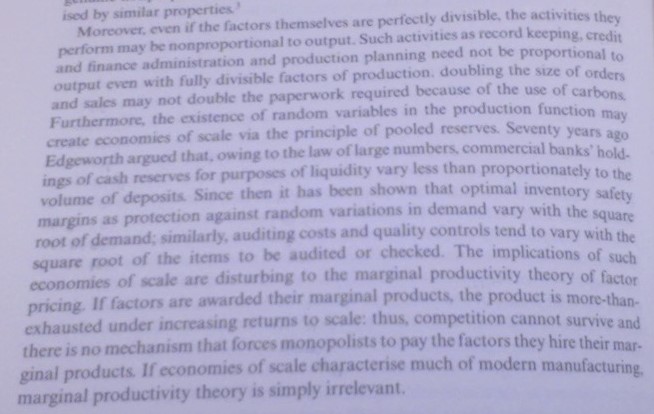 ised by similar properties.³
Moreover, even if the factors themselves are perfectly divisible, the activities they
perform may be nonproportional to output. Such activities as record keeping, credit
and finance administration and production planning need not be proportional to
output even with fully divisible factors of production. doubling the size of orders
and sales may not double the paperwork required because of the use of carbons.
Furthermore, the existence of random variables in the production function may
create economies of scale via the principle of pooled reserves. Seventy years ago
Edgeworth argued that, owing to the law of large numbers, commercial banks' hold-
ings of cash reserves for purposes of liquidity vary less than proportionately to the
volume of deposits. Since then it has been shown that optimal inventory safety
margins as protection against random variations in demand vary with the square
root of demand; similarly, auditing costs and quality controls tend to vary with the
square root of the items to be audited or checked. The implications of such
economies of scale are disturbing to the marginal productivity theory of factor
pricing. If factors are awarded their marginal products, the product is more-than-
exhausted under increasing returns to scale: thus, competition cannot survive and
there is no mechanism that forces monopolists to pay the factors they hire their mar-
ginal products. If economies of scale characterise much of modern manufacturing,
marginal productivity theory is simply irrelevant.